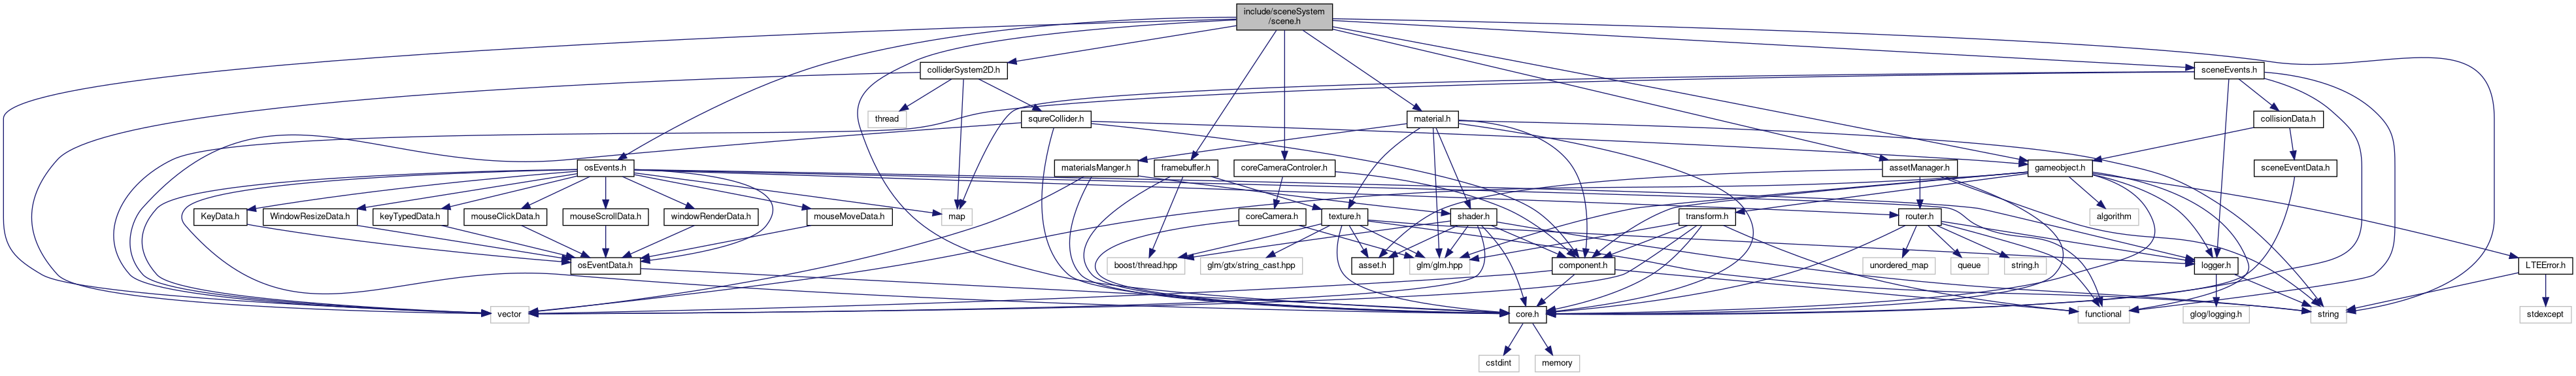 include/sceneSystem
/scene.h
colliderSystem2D.h
sceneEvents.h
thread
squreCollider.h
material.h
collisionData.h
osEvents.h
materialsManger.h
framebuffer.h
coreCameraControler.h
assetManager.h
gameobject.h
sceneEventData.h
KeyData.h
WindowResizeData.h
keyTypedData.h
mouseClickData.h
mouseScrollData.h
windowRenderData.h
mouseMoveData.h
map
coreCamera.h
texture.h
shader.h
transform.h
router.h
algorithm
osEventData.h
boost/thread.hpp
glm/gtx/string_cast.hpp
asset.h
glm/glm.hpp
component.h
unordered_map
queue
string.h
logger.h
LTEError.h
vector
core.h
functional
glog/logging.h
string
stdexcept
cstdint
memory